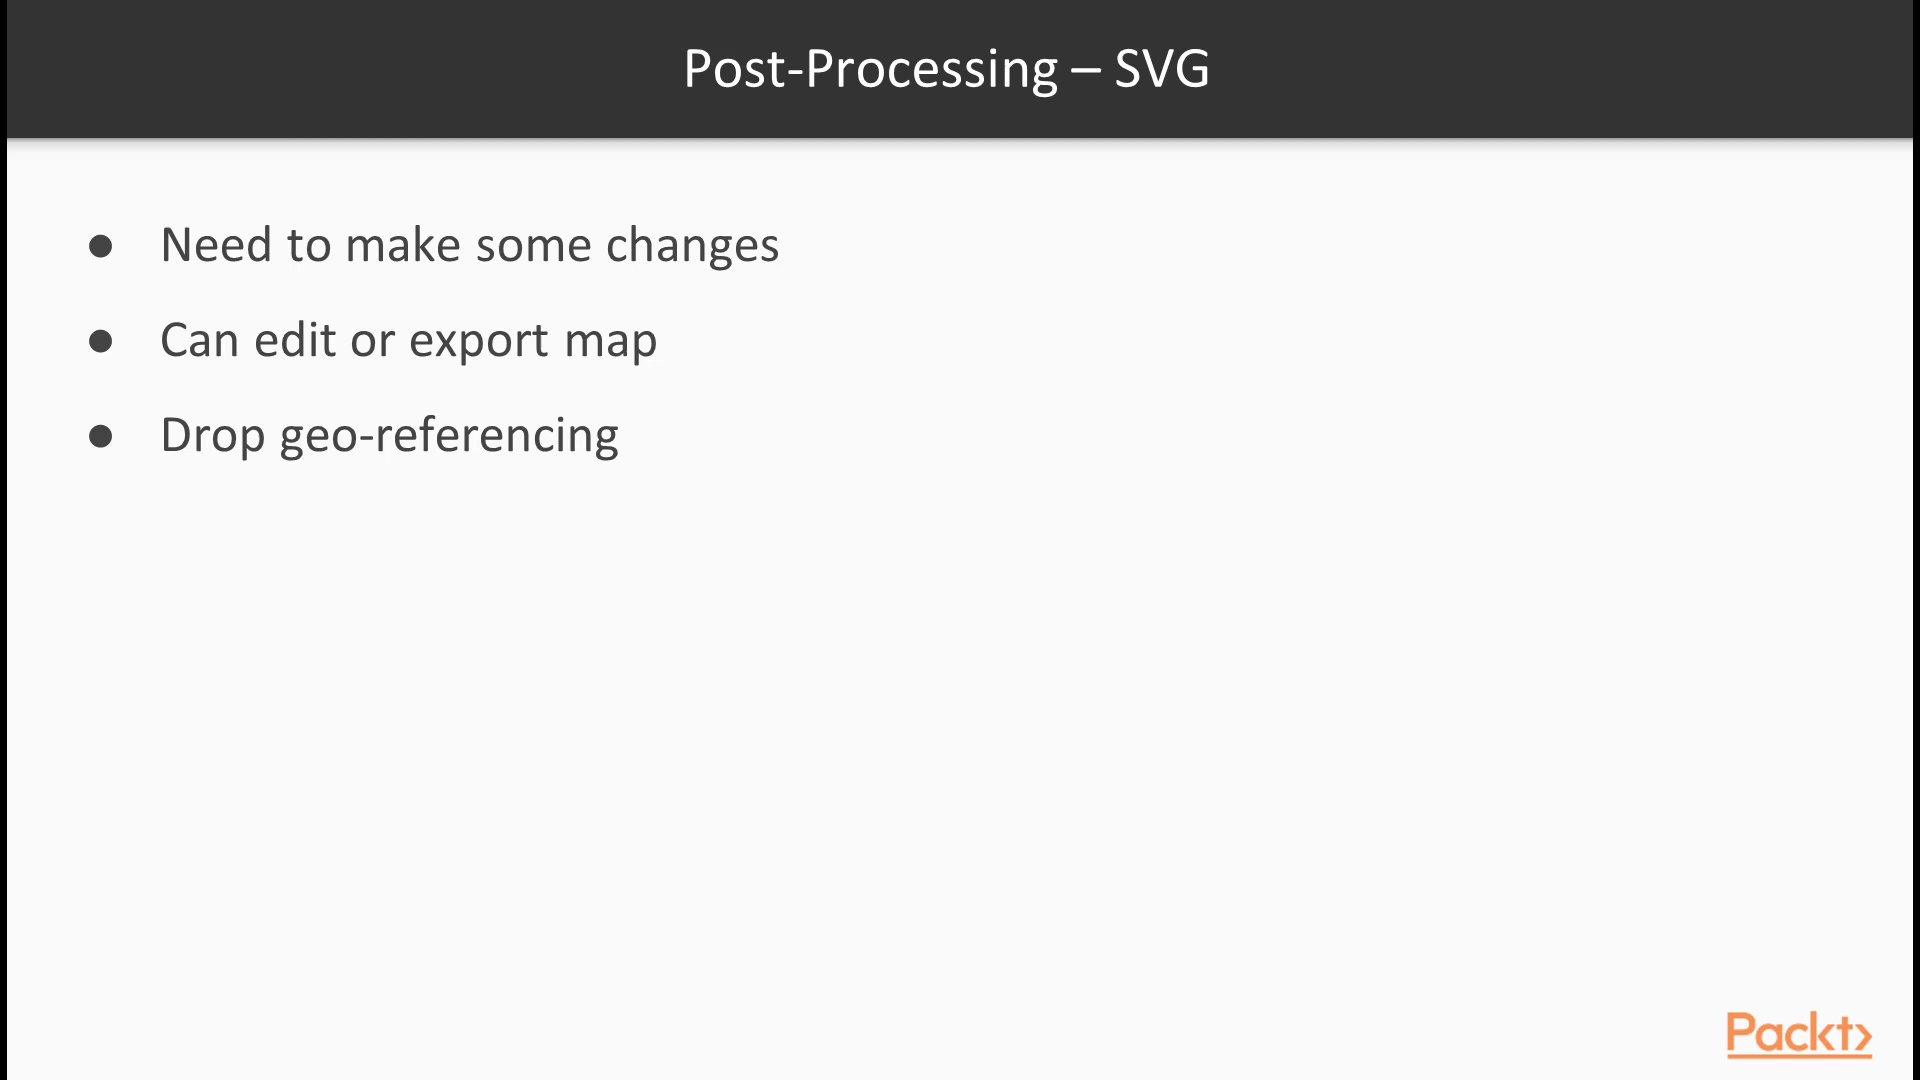 Post-Processing – SVG
● Need to make some changes
● Can edit or export map
● Drop geo-referencing
Packt>